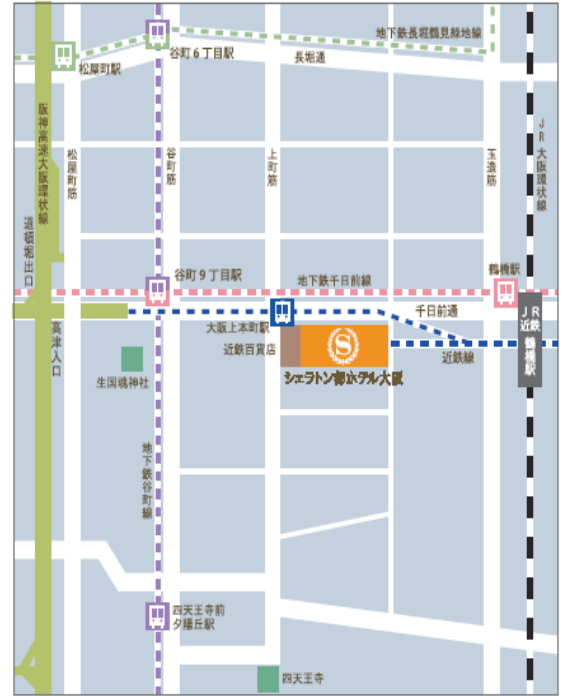 地下鉄長堀鶴見緑地線
谷町6丁目駅
長堀通
松屋町駅
阪神高速大阪環状線
松屋町筋
谷町筋
上町筋
玉造筋
JR大阪環状線
道頓堀出口
谷町9丁目駅
地下鉄千日前線
鶴橋駅
千日前通
大阪上本町駅
近鉄百貨店
S
JR
近鉄
鶴橋駅
近鉄線
高津入口
生国魂神社
シェラトン都ホテル大阪
地下鉄谷町線
四天王寺前
夕陽丘駅
四天王寺